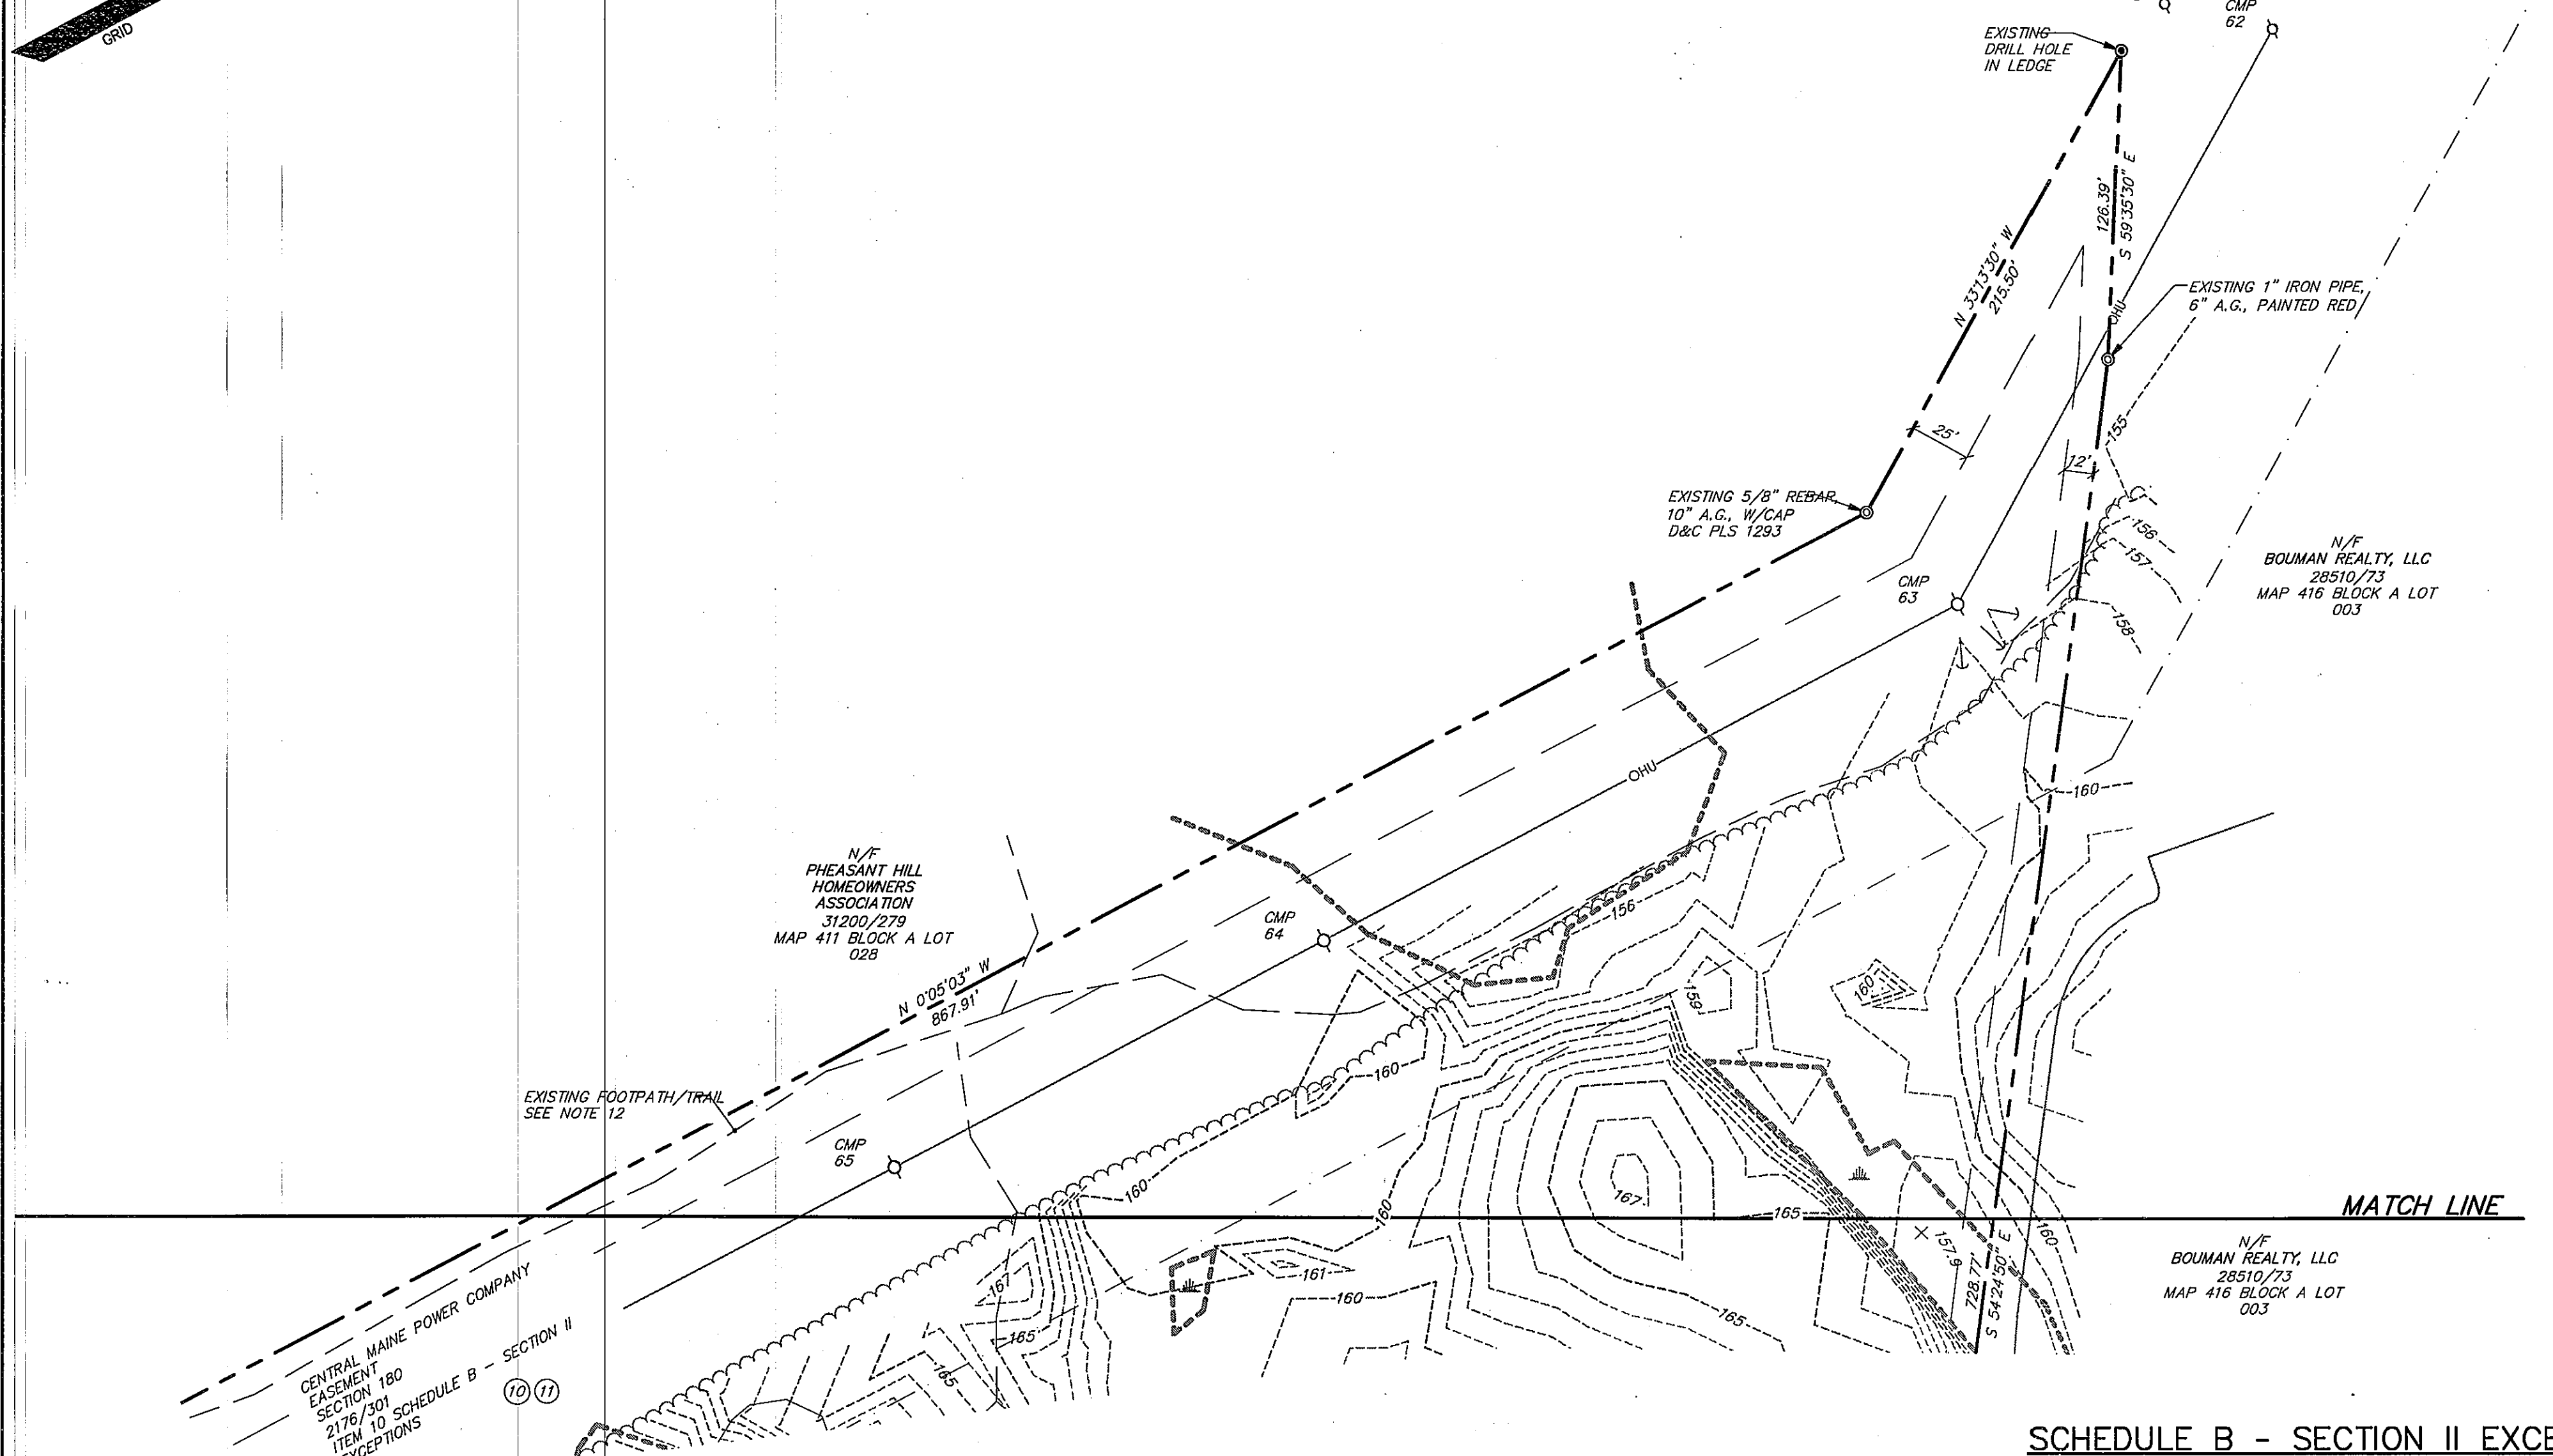 GRID
CMP
62
EXISTING
DRILL HOLE
IN LEDGE
126.39'
S 59°35'30" E
N 33°13'30" W
215.50'
EXISTING 1" IRON PIPE,
6" A.G., PAINTED RED
OHU
25'
12'
155
156
157
158
EXISTING 5/8" REBAR,
10" A.G., W/CAP
D&C PLS 1293
CMP
63
N/F
BOUMAN REALTY, LLC
28510/73
MAP 416 BLOCK A LOT
003
OHU
160
N/F
PHEASANT HILL
HOMEOWNERS
ASSOCIATION
31200/279
MAP 411 BLOCK A LOT
028
CMP
64
156
159
160
N 0°05'03" W
867.91'
EXISTING FOOTPATH/TRAIL
SEE NOTE 12
CMP
65
160
160
160
167
165
MATCH LINE
157.9
160
728.77'
S 54°24'50" E
N/F
BOUMAN REALTY, LLC
28510/73
MAP 416 BLOCK A LOT
003
167
161
160
165
165
165
CENTRAL MAINE POWER COMPANY
EASEMENT
SECTION 180
2176/301
ITEM 10 SCHEDULE B - SECTION II
EXCEPTIONS
10 11
SCHEDULE B - SECTION II EXCE